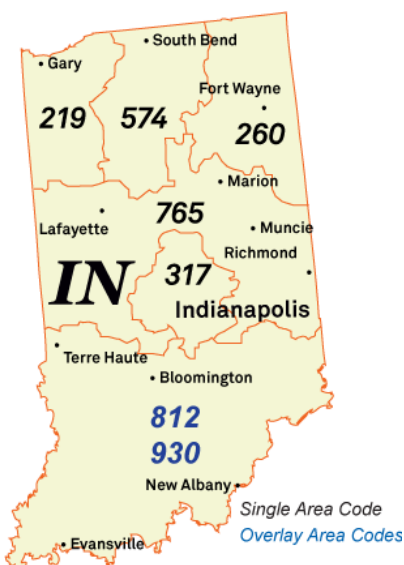 South Bend
Gary
Fort Wayne
219
574
260
Marion
765
Lafayette
Muncie
Richmond
IN
317
Indianapolis
Terre Haute
Bloomington
812
930
New Albany
Single Area Code
Overlay Area Codes
Evansville